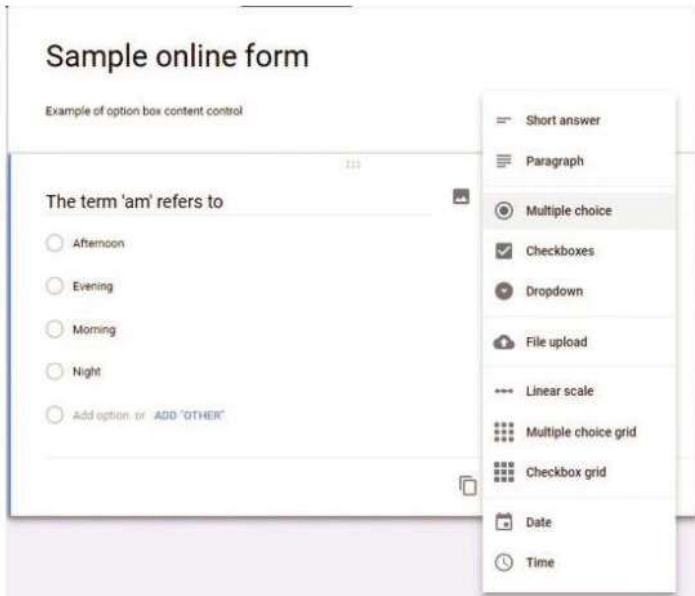 Sample online form
Example of option box content control
The term 'am' refers to
Afternoon
Evening
Morning
Night
Add option or ADD "OTHER"
Short answer
Paragraph
Multiple choice
Checkboxes
Dropdown
File upload
Linear scale
Multiple choice grid
Checkbox grid
Date
Time